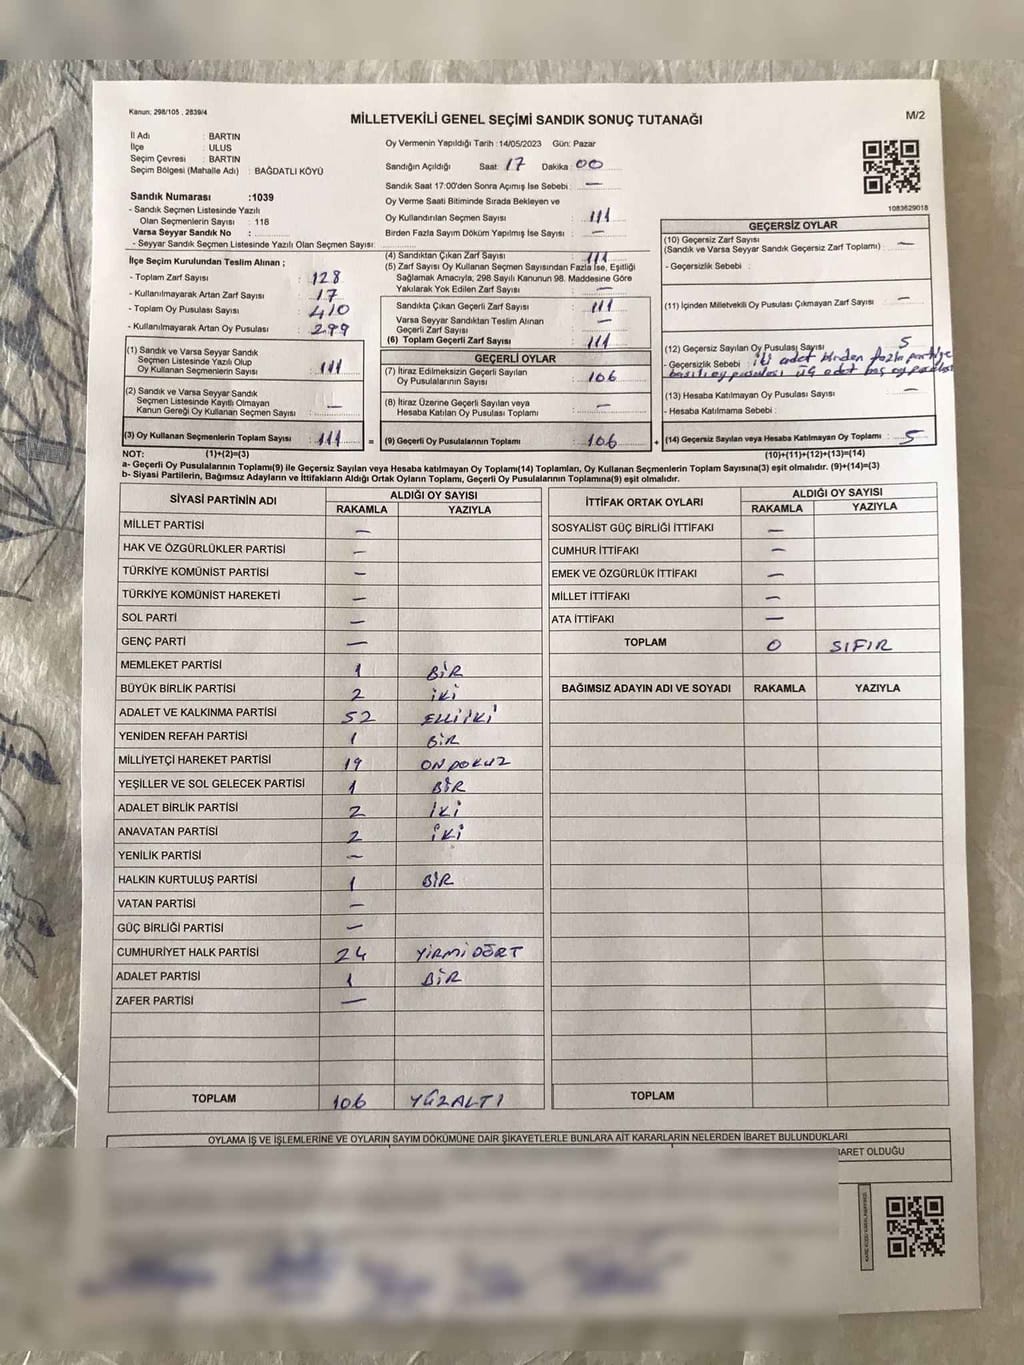 Kanun: 298/105 , 2839/4
MİLLETVEKİLİ GENEL SEÇİMİ SANDIK SONUÇ TUTANAĞI
M/2
İl Adı : BARTIN
İlçe : ULUS
Seçim Çevresi : BARTIN
Seçim Bölgesi (Mahalle Adı) : BAĞDATLI KÖYÜ
Sandık Numarası :1039
- Sandık Seçmen Listesinde Yazılı
Olan Seçmenlerin Sayısı : 118
Varsa Seyyar Sandık No :
- Seyyar Sandık Seçmen Listesinde Yazılı Olan Seçmen Sayısı:
Oy Vermenin Yapıldığı Tarih :14/05/2023 Gün: Pazar
Sandığın Açıldığı Saat: 17 Dakika: 00
Sandık Saat 17:00'den Sonra Açımış İse Sebebi : —
Oy Verme Saati Bitiminde Sırada Bekleyen ve
Oy Kullandırılan Seçmen Sayısı : 111
Birden Fazla Sayım Döküm Yapılmış İse Sayısı : —
1083629018
İlçe Seçim Kurulundan Teslim Alınan ;
- Toplam Zarf Sayısı : 128
- Kullanılmayarak Artan Zarf Sayısı : 17
- Toplam Oy Pusulası Sayısı : 410
- Kullanılmayarak Artan Oy Pusulası : 299
(1) Sandık ve Varsa Seyyar Sandık
Seçmen Listesinde Yazılı Olup
Oy Kullanan Seçmenlerin Sayısı : 111
(2) Sandık ve Varsa Seyyar Sandık
Seçmen Listesinde Kayıtlı Olmayan
Kanun Gereği Oy Kullanan Seçmen Sayısı : —
(3) Oy Kullanan Seçmenlerin Toplam Sayısı : 111 =
(4) Sandıktan Çıkan Zarf Sayısı : 111
(5) Zarf Sayısı Oy Kullanan Seçmen Sayısından Fazla İse, Eşitliği
Sağlamak Amacıyla; 298 Sayılı Kanunun 98. Maddesine Göre
Yakılarak Yok Edilen Zarf Sayısı : —
Sandıkta Çıkan Geçerli Zarf Sayısı : 111
Varsa Seyyar Sandıktan Teslim Alınan
Geçerli Zarf Sayısı : —
(6) Toplam Geçerli Zarf Sayısı : 111
GEÇERLİ OYLAR
(7) İtiraz Edilmeksizin Geçerli Sayılan
Oy Pusulalarının Sayısı : 106
(8) İtiraz Üzerine Geçerli Sayılan veya
Hesaba Katılan Oy Pusulası Toplamı : —
(9) Geçerli Oy Pusulalarının Toplamı : 106 +
GEÇERSİZ OYLAR
(10) Geçersiz Zarf Sayısı
(Sandık ve Varsa Seyyar Sandık Geçersiz Zarf Toplamı) : —
- Geçersizlik Sebebi :
(11) İçinden Milletvekili Oy Pusulası Çıkmayan Zarf Sayısı : —
(12) Geçersiz Sayılan Oy Pusulası Sayısı : 5
- Geçersizlik Sebebi : iki adet birden fazla partiye
basılı oy pusulası üç adet boş oy pusulası
(13) Hesaba Katılmayan Oy Pusulası Sayısı : —
- Hesaba Katılmama Sebebi :
(14) Geçersiz Sayılan veya Hesaba Katılmayan Oy Toplamı : 5
NOT: (1)+(2)=(3) (10)+(11)+(12)+(13)=(14)
a- Geçerli Oy Pusulalarının Toplamı(9) ile Geçersiz Sayılan veya Hesaba katılmayan Oy Toplamı(14) Toplamları, Oy Kullanan Seçmenlerin Toplam Sayısına(3) eşit olmalıdır. (9)+(14)=(3)
b- Siyasi Partilerin, Bağımsız Adayların ve İttifakların Aldığı Ortak Oyların Toplamı, Geçerli Oy Pusulalarının Toplamına(9) eşit olmalıdır.
SİYASİ PARTİNİN ADI ALDIĞI OY SAYISI
RAKAMLA YAZIYLA
MİLLET PARTİSİ —
HAK VE ÖZGÜRLÜKLER PARTİSİ —
TÜRKİYE KOMÜNİST PARTİSİ —
TÜRKİYE KOMÜNİST HAREKETİ —
SOL PARTİ —
GENÇ PARTİ —
MEMLEKET PARTİSİ 1 BİR
BÜYÜK BİRLİK PARTİSİ 2 İKİ
ADALET VE KALKINMA PARTİSİ 52 ELLİ İKİ
YENİDEN REFAH PARTİSİ 1 BİR
MİLLİYETÇİ HAREKET PARTİSİ 19 ONDOKUZ
YEŞİLLER VE SOL GELECEK PARTİSİ 1 BİR
ADALET BİRLİK PARTİSİ 2 İKİ
ANAVATAN PARTİSİ 2 İKİ
YENİLİK PARTİSİ —
HALKIN KURTULUŞ PARTİSİ 1 BİR
VATAN PARTİSİ —
GÜÇ BİRLİĞİ PARTİSİ —
CUMHURİYET HALK PARTİSİ 24 YİRMİDÖRT
ADALET PARTİSİ 1 BİR
ZAFER PARTİSİ —
TOPLAM 106 YÜZALTI
İTTİFAK ORTAK OYLARI ALDIĞI OY SAYISI
RAKAMLA YAZIYLA
SOSYALİST GÜÇ BİRLİĞİ İTTİFAKI —
CUMHUR İTTİFAKI —
EMEK VE ÖZGÜRLÜK İTTİFAKI —
MİLLET İTTİFAKI —
ATA İTTİFAKI —
TOPLAM 0 SIFIR
BAĞIMSIZ ADAYIN ADI VE SOYADI RAKAMLA YAZIYLA
TOPLAM
OYLAMA İŞ VE İŞLEMLERİNE VE OYLARIN SAYIM DÖKÜMÜNE DAİR ŞİKAYETLERLE BUNLARA AİT KARARLARIN NELERDEN İBARET BULUNDUKLARI
BARET OLDUĞU